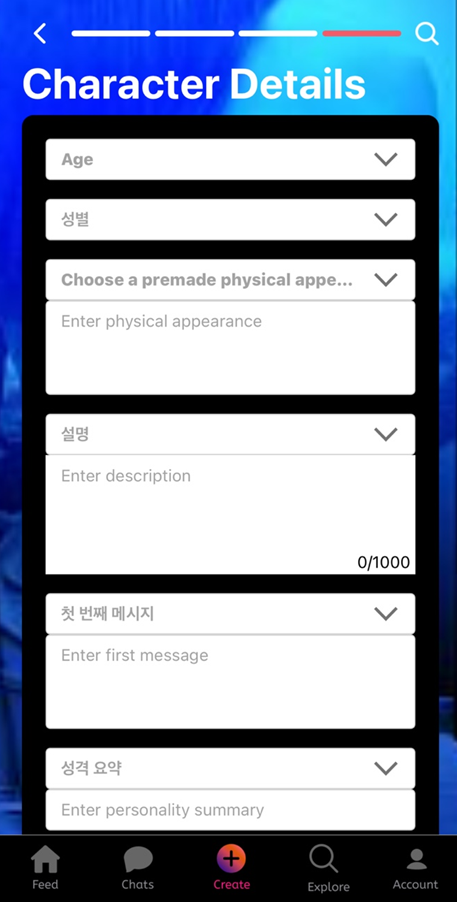 Character Details
Age
성별
Choose a premade physical appe...
Enter physical appearance
설명
Enter description
0/1000
첫 번째 메시지
Enter first message
성격 요약
Enter personality summary
Feed
Chats
Create
Explore
Account